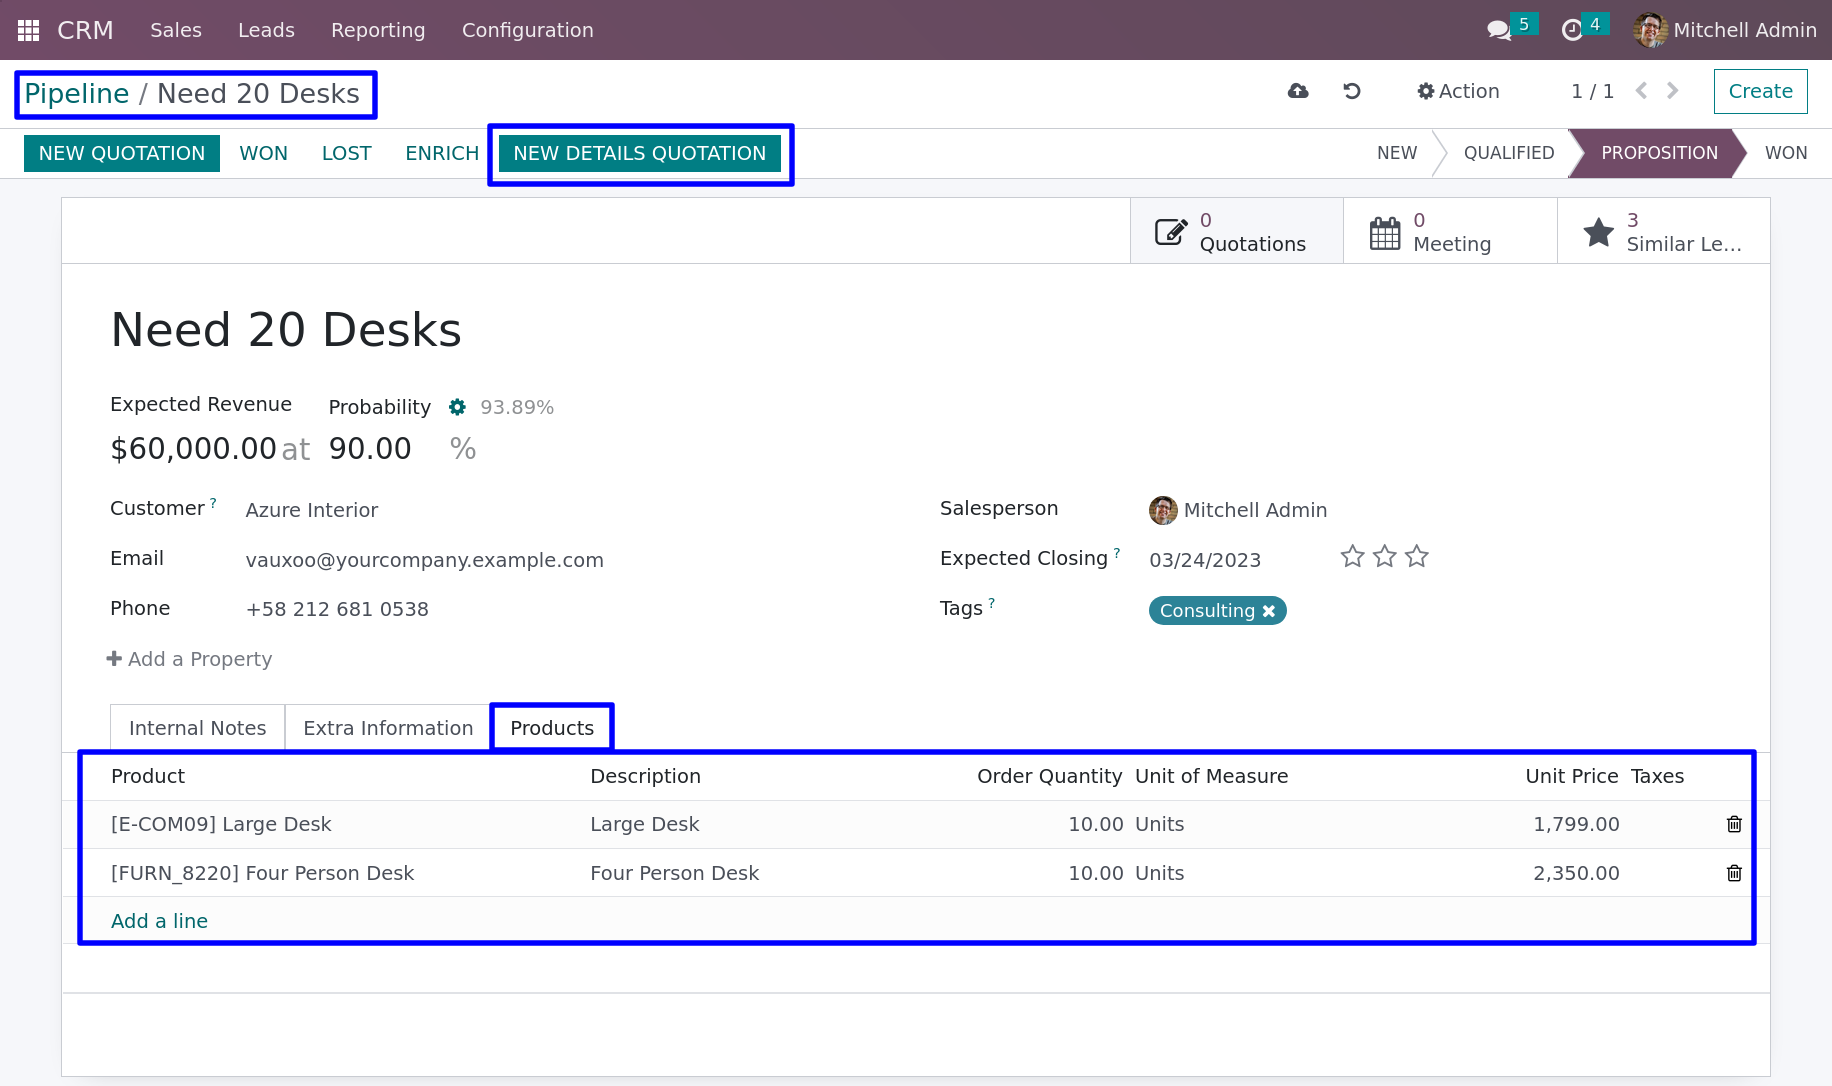 CRM Sales Leads Reporting Configuration 5 4 Mitchell Admin
Pipeline / Need 20 Desks Action 1 / 1 Create
NEW QUOTATION WON LOST ENRICH NEW DETAILS QUOTATION NEW QUALIFIED PROPOSITION WON
0 0 3
Quotations Meeting Similar Le...
Need 20 Desks
Expected Revenue Probability 93.89%
$60,000.00 at 90.00 %
Customer ? Azure Interior Salesperson Mitchell Admin
Email vauxoo@yourcompany.example.com Expected Closing ? 03/24/2023
Phone +58 212 681 0538 Tags ? Consulting
Add a Property
Internal Notes Extra Information Products
Product Description Order Quantity Unit of Measure Unit Price Taxes
[E-COM09] Large Desk Large Desk 10.00 Units 1,799.00
[FURN_8220] Four Person Desk Four Person Desk 10.00 Units 2,350.00
Add a line